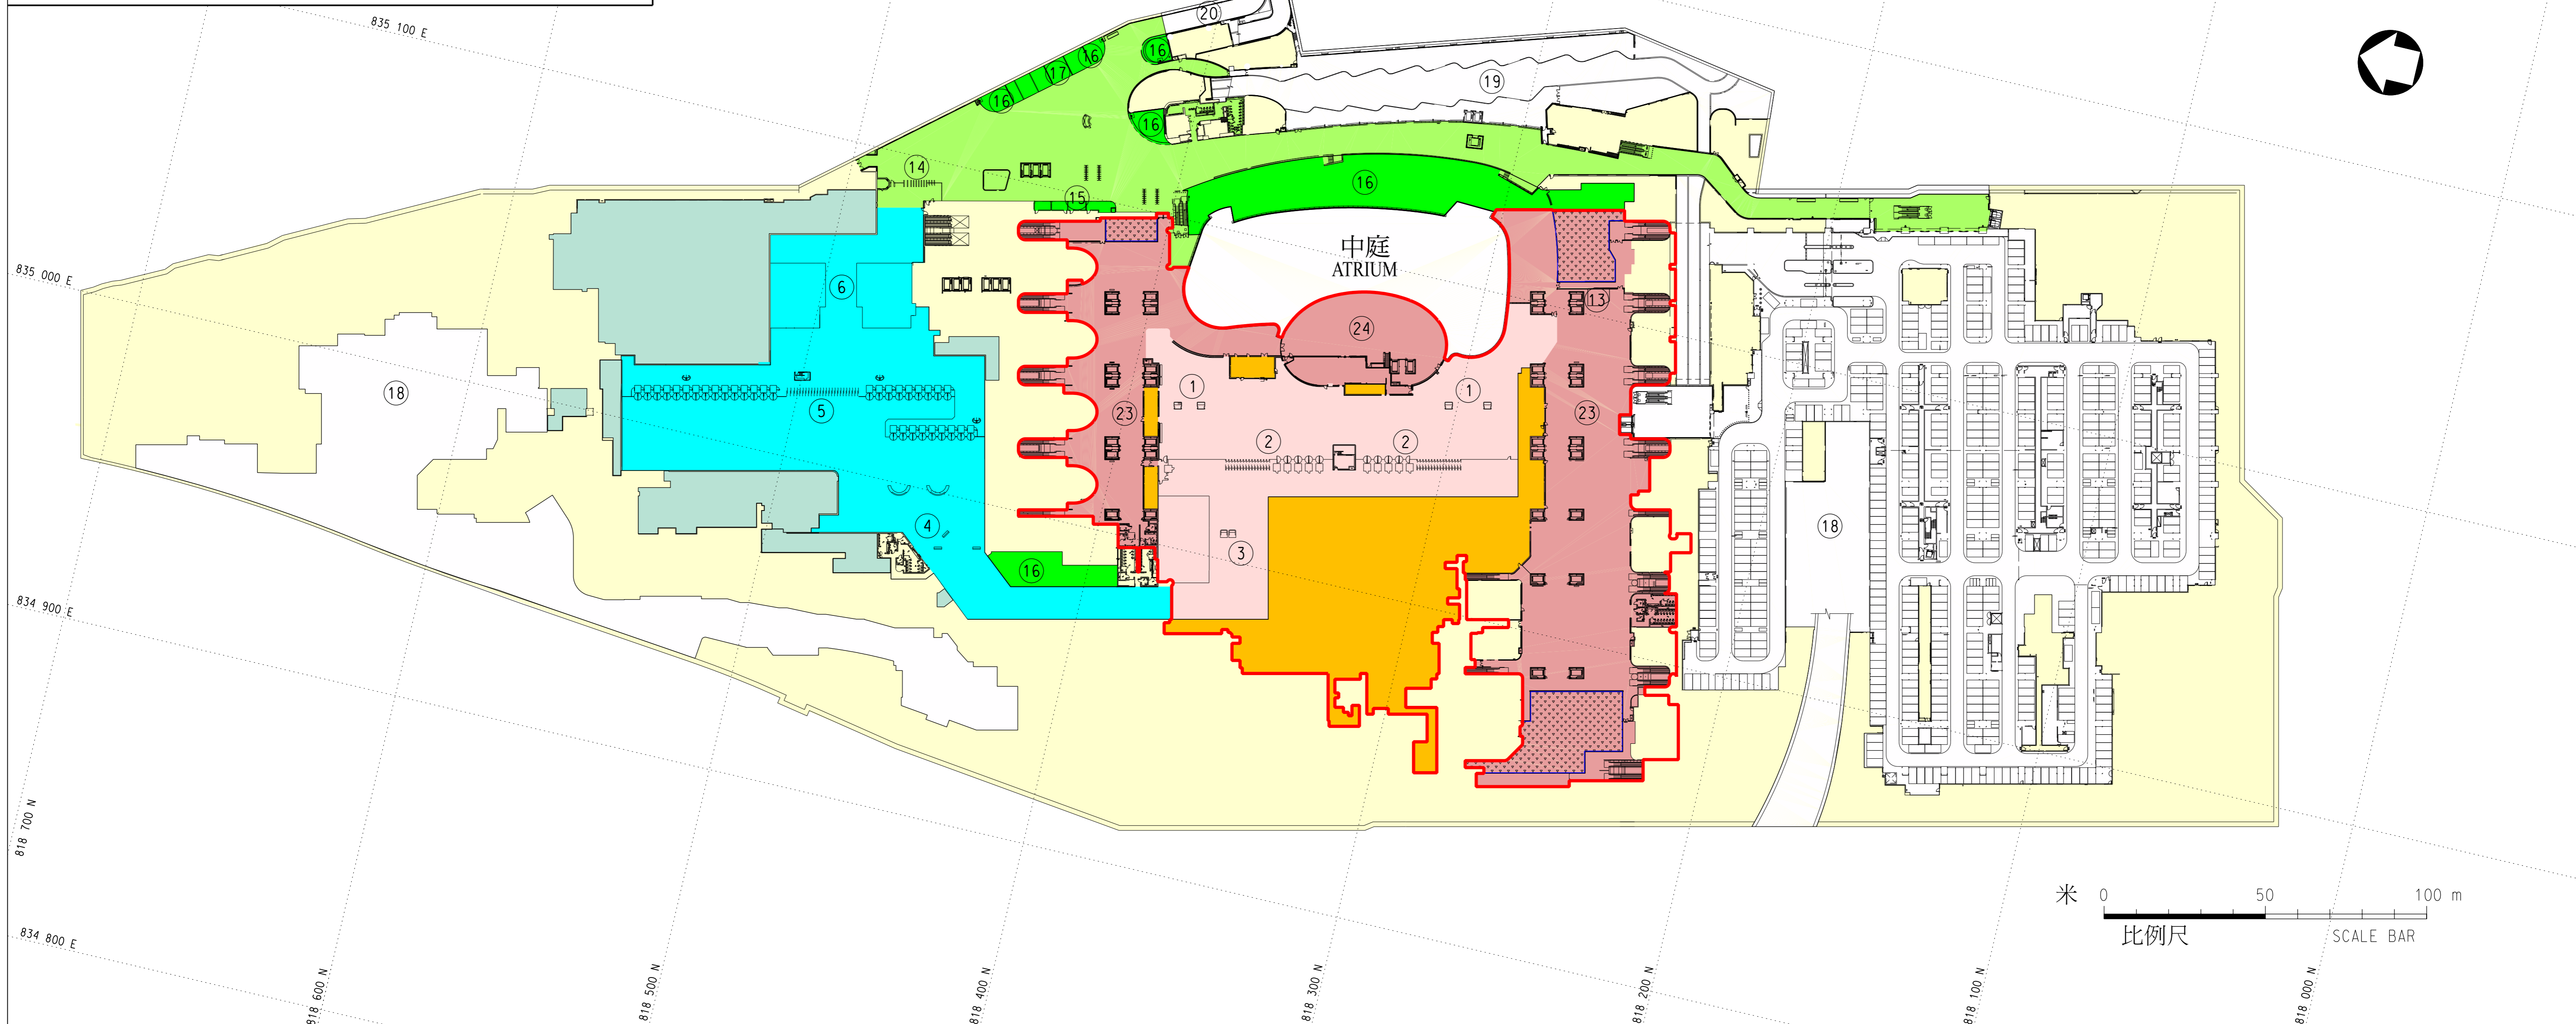 835 100 E
20
16
16
17
16
16
19
14
15
16
835 000 E
中庭
ATRIUM
6
13
24
18
1
1
5
23
23
2
2
4
18
3
16
834 900 E
818 700 N
米 0 50 100 m
比例尺 SCALE BAR
834 800 E
818 600 N
818 500 N
818 400 N
818 300 N
818 200 N
818 100 N
818 000 N